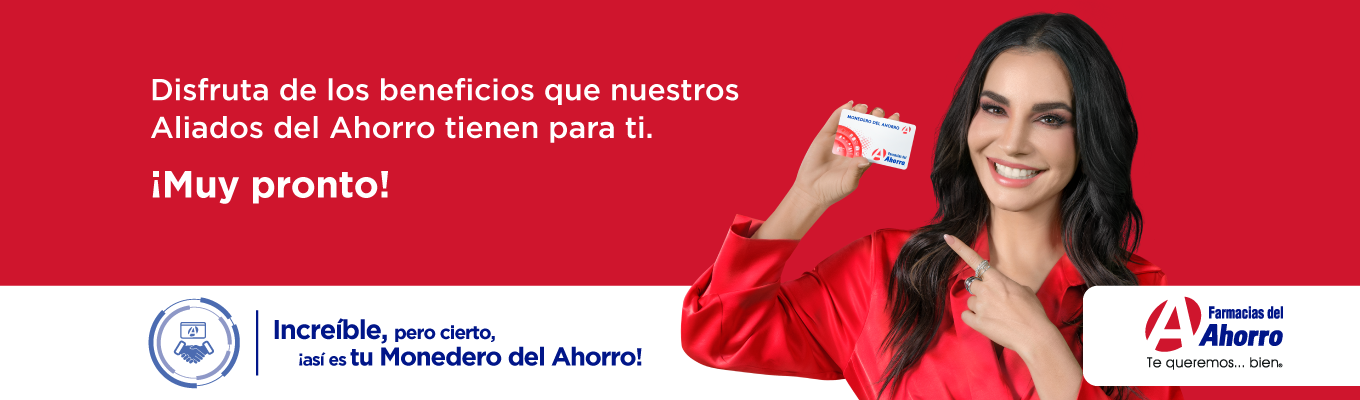 Disfruta de los beneficios que nuestros
Aliados del Ahorro tienen para ti.
¡Muy pronto!
MONEDERO DEL AHORRO
Farmacias del
Ahorro
Increíble, pero cierto,
¡así es tu Monedero del Ahorro!
Farmacias del
Ahorro
Te queremos... bien®